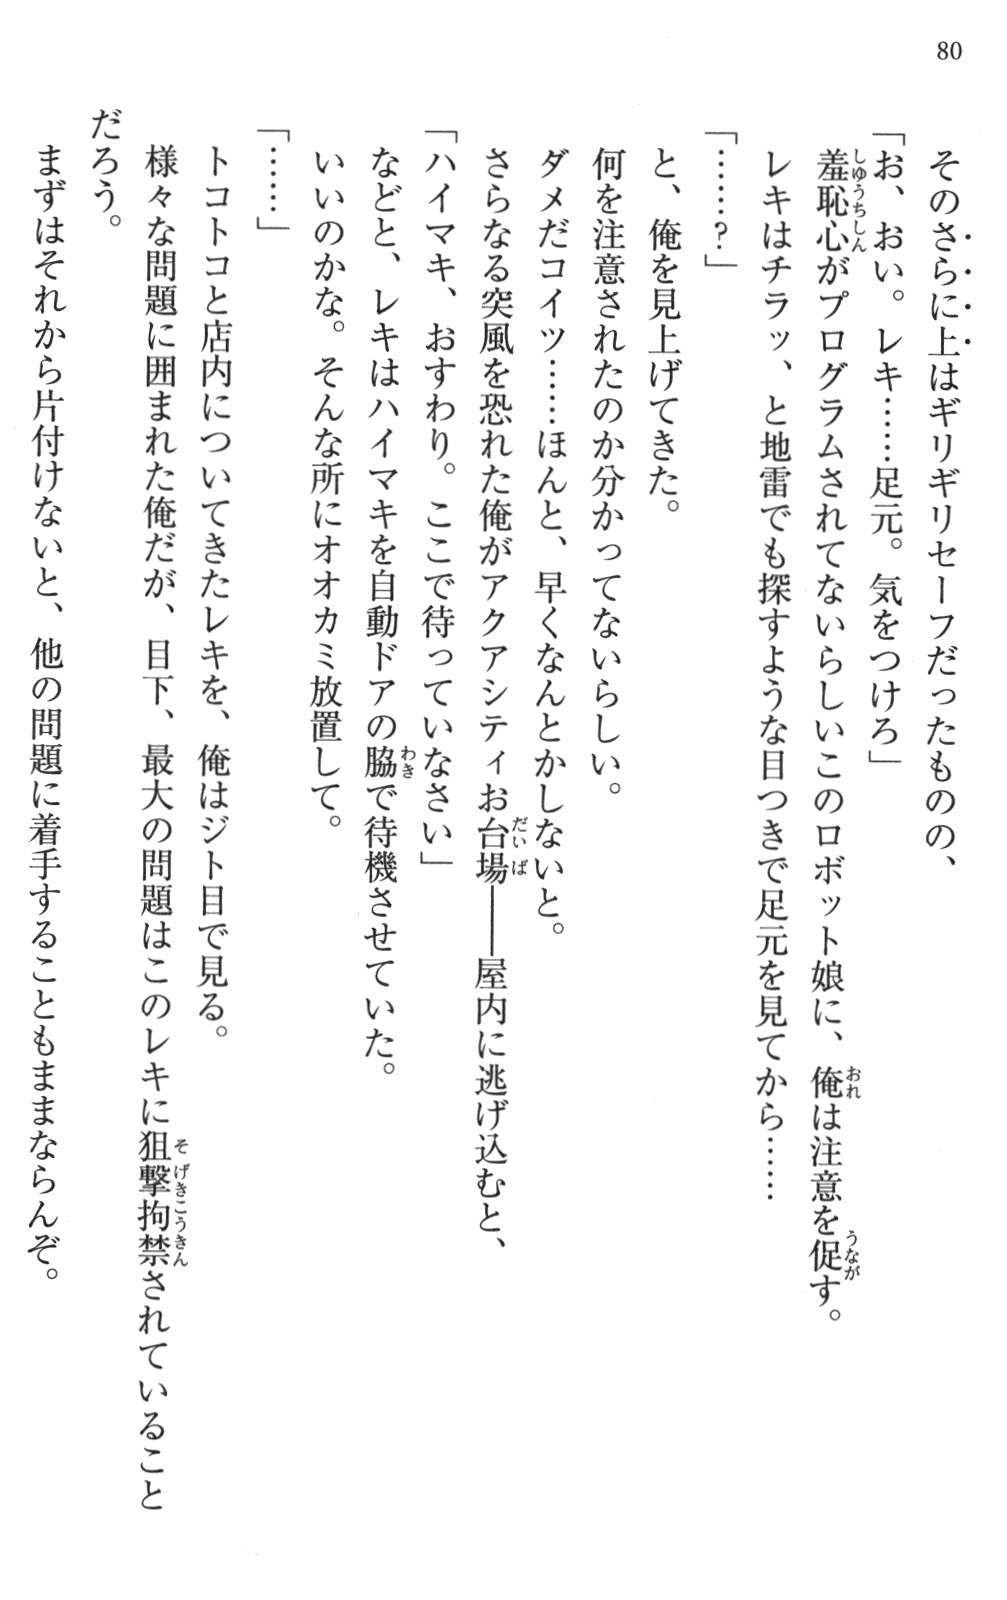 80
そのさらに上はギリギリセーフだったものの、
「お、おい。レキ……足元。気をつけろ」
羞恥心がプログラムされてないらしいこのロボット娘に、俺は注意を促す。
レキはチラッ、と地雷でも探すような目つきで足元を見てから……
「……？」
と、俺を見上げてきた。
何を注意されたのか分かってないらしい。
ダメだコイツ……ほんと、早くなんとかしないと。
さらなる突風を恐れた俺がアクアシティお台場――屋内に逃げ込むと、
「ハイマキ、おすわり。ここで待っていなさい」
などと、レキはハイマキを自動ドアの脇で待機させていた。
いいのかな。そんな所にオオカミ放置して。
「……」
トコトコと店内についてきたレキを、俺はジト目で見る。
様々な問題に囲まれた俺だが、目下、最大の問題はこのレキに狙撃拘禁されていること
だろう。
まずはそれから片付けないと、他の問題に着手することもままならんぞ。